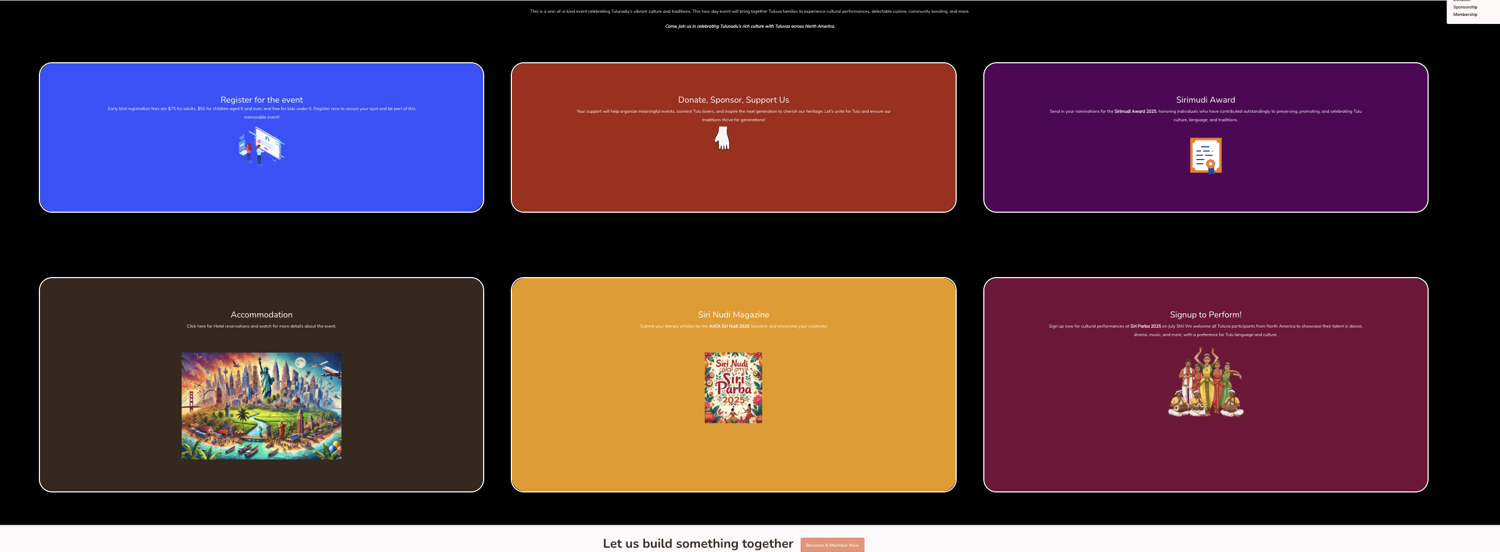 This is a one-of-a-kind event celebrating Tulunadu's vibrant culture and traditions. This two-day event will bring together Tuluva families to experience cultural performances, delectable cuisine, community bonding, and more.
Come, join us in celebrating Tulunadu's rich culture with Tuluvas across North America.
Sponsorship
Membership
Register for the event
Early bird registration fees are $75 for adults, $50 for children aged 6 and over, and free for kids under 6. Register now to secure your spot and be part of this
memorable event!
Donate, Sponsor, Support Us
Your support will help organize meaningful events, connect Tulu lovers, and inspire the next generation to cherish our heritage. Let's unite for Tulu and ensure our
traditions thrive for generations!
Sirimudi Award
Send in your nominations for the Sirimudi Award 2025, honoring individuals who have contributed outstandingly to preserving, promoting, and celebrating Tulu
culture, language, and traditions.
Accommodation
Click here for Hotel reservations and watch for more details about the event.
Siri Nudi Magazine
Submit your literary articles for the AATA Siri Nudi 2025 Souvenir and showcase your creativity!
Siri Nudi
Siri
Parba
2025
Signup to Perform!
Sign up now for cultural performances at Siri Parba 2025 on July 5th! We welcome all Tuluva participants from North America to showcase their talent in dance,
drama, music, and more, with a preference for Tulu language and culture.
Let us build something together
Become A Member Now